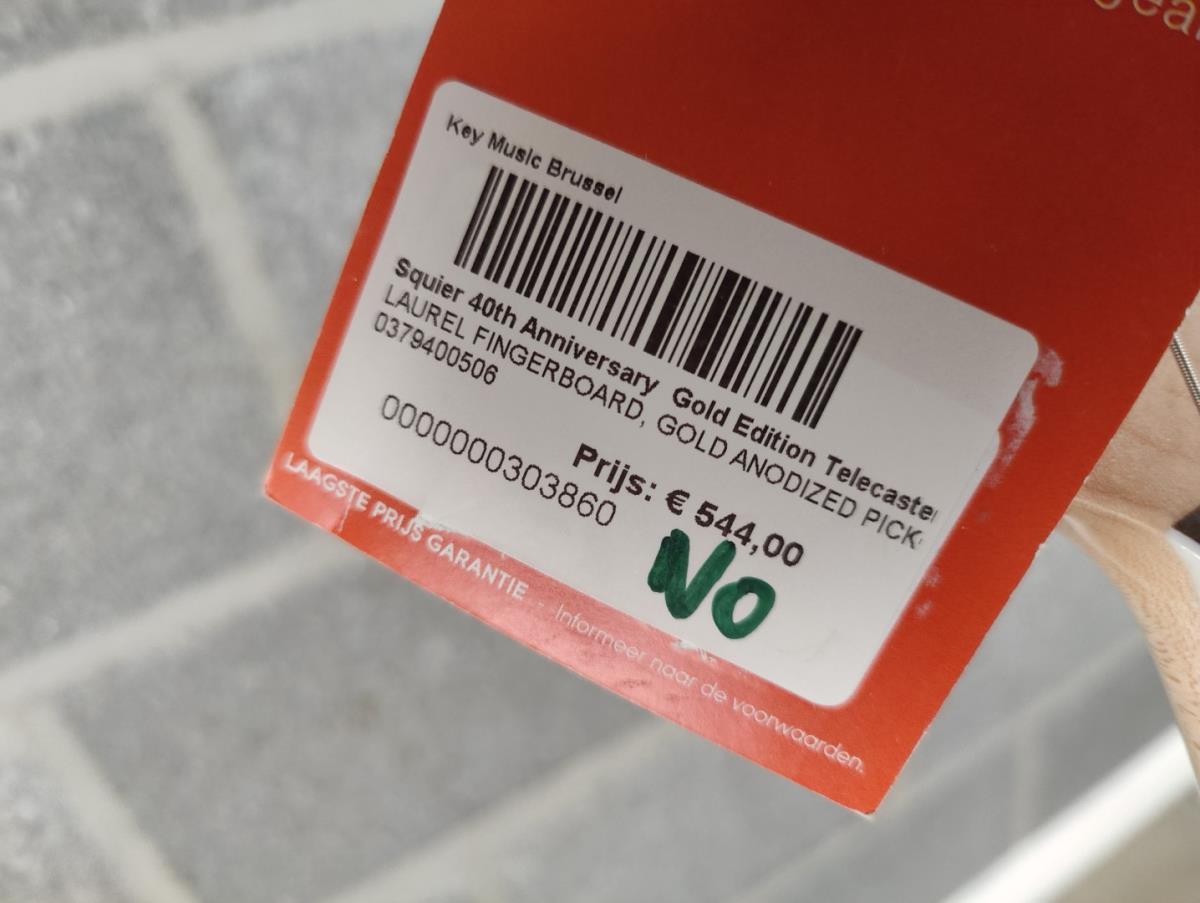 Key Music Brussel
Squier 40th Anniversary Gold Edition Telecaster
LAUREL FINGERBOARD, GOLD ANODIZED PICK
0379400506
Prijs: € 544,00
0000000303860
NO
LAAGSTE PRIJS GARANTIE - Informeer naar de voorwaarden.